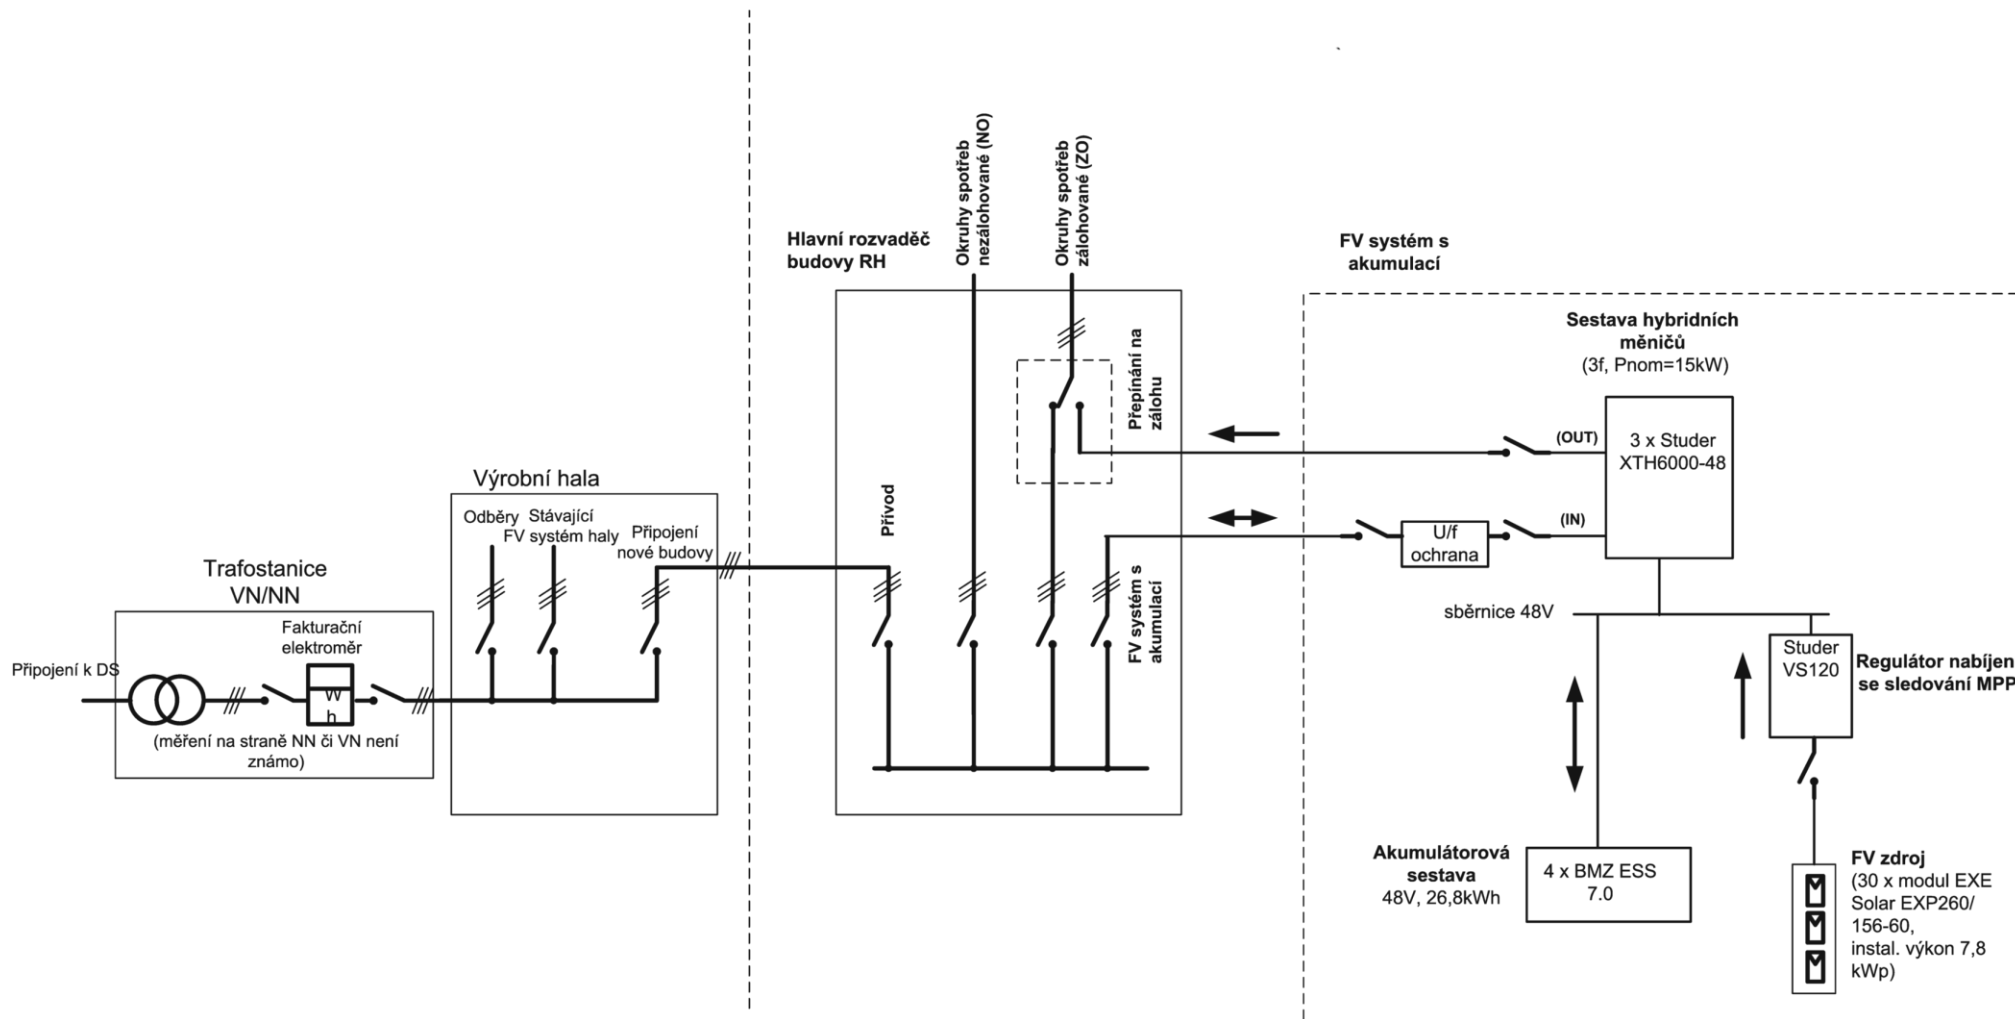 Připojení k DS
Trafostanice
VN/NN
Fakturační
elektroměr
W
h
(měření na straně NN či VN není
známo)
Výrobní hala
Odběry
Stávající
FV systém haly
Připojení
nové budovy
Hlavní rozvaděč
budovy RH
Okruhy spotřeb
nezálohované (NO)
Okruhy spotřeb
zálohované (ZO)
Přepínání na
zálohu
Přívod
FV systém s
akumulací
FV systém s
akumulací
Sestava hybridních
měničů
(3f, Pnom=15kW)
(OUT)
3 x Studer
XTH6000-48
(IN)
U/f
ochrana
sběrnice 48V
Studer
VS120
Regulátor nabíjen
se sledování MPP
Akumulátorová
sestava
48V, 26,8kWh
4 x BMZ ESS
7.0
FV zdroj
(30 x modul EXE
Solar EXP260/
156-60,
instal. výkon 7,8
kWp)